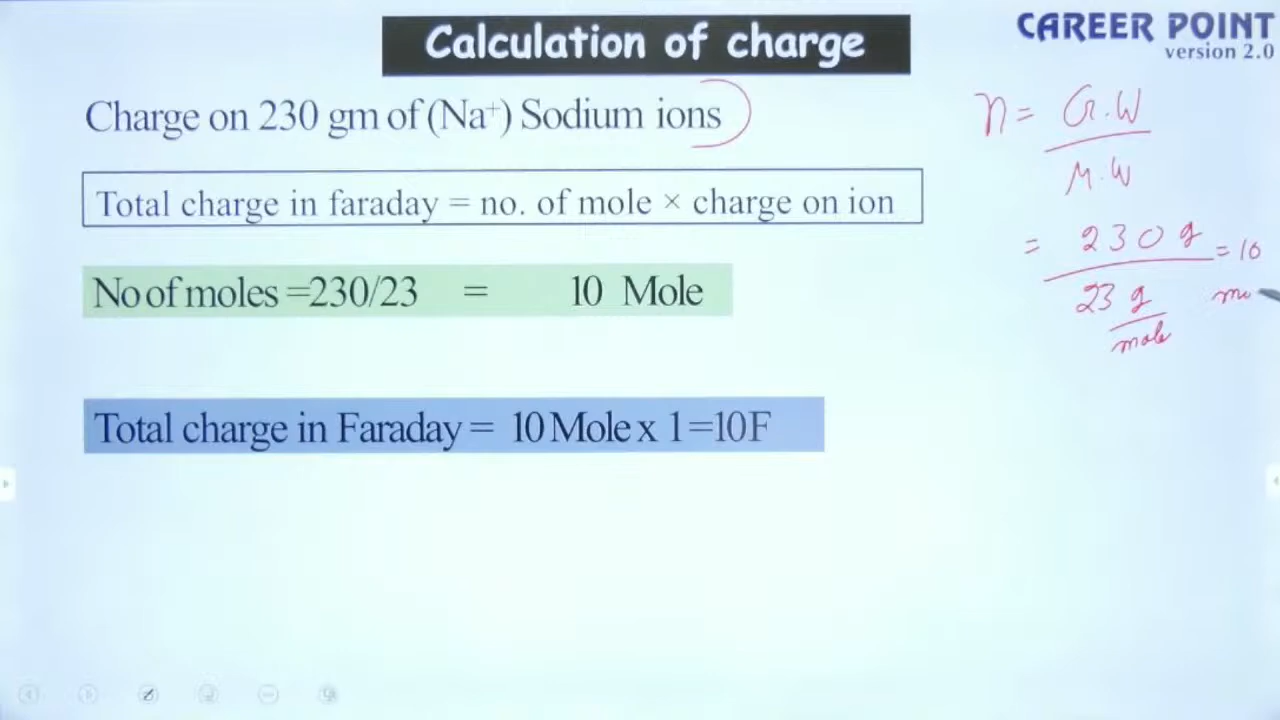 Calculation of charge
CAREER POINT
version 2.0
Charge on 230 gm of (Na⁺) Sodium ions
Total charge in faraday = no. of mole × charge on ion
No of moles =230/23 = 10 Mole
Total charge in Faraday = 10 Mole x 1=10F
n = G.W
M.W
= 230 g = 10
23 g
mole